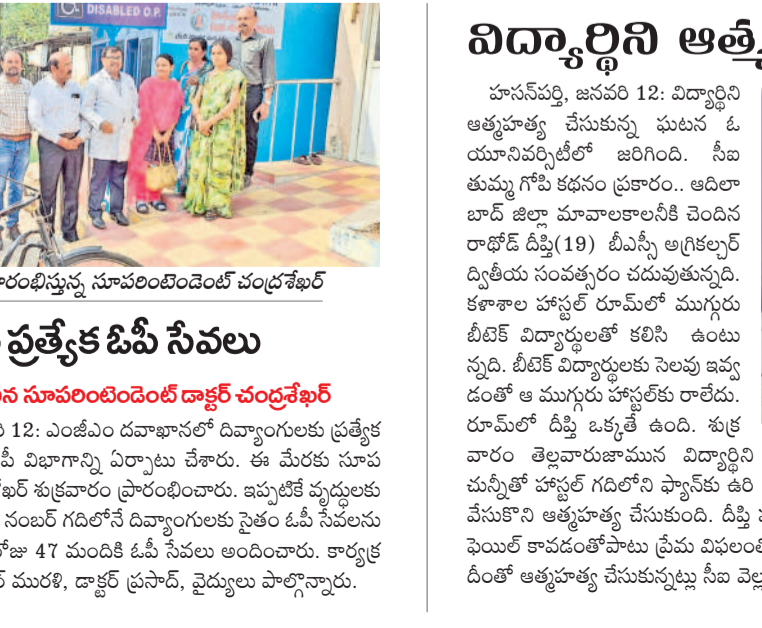 DISABLED O.P.
రంభిస్తున్న సూపరింటెండెంట్ చంద్రశేఖర్
ప్రత్యేక ఓపీ సేవలు
సూపరింటెండెంట్ డాక్టర్ చంద్రశేఖర్
12: ఎంజీఎం దవాఖానలో దివ్యాంగులకు ప్రత్యేక
విభాగాన్ని ఏర్పాటు చేశారు. ఈ మేరకు సూప
ఖర్ శుక్రవారం ప్రారంభించారు. ఇప్పటికే వృద్ధులకు
నంబర్ గదిలోనే దివ్యాంగులకు సైతం ఓపీ సేవలను
రోజు 47 మందికి ఓపీ సేవలు అందించారు. కార్యక్ర
మురళి, డాక్టర్ ప్రసాద్, వైద్యులు పాల్గొన్నారు.
విద్యార్థిని ఆత్మ
హసన్‌పర్తి, జనవరి 12: విద్యార్థిని
ఆత్మహత్య చేసుకున్న ఘటన ఓ
యూనివర్సిటీలో జరిగింది. సీఐ
తుమ్మ గోపి కథనం ప్రకారం.. ఆదిలా
బాద్ జిల్లా మావాలకాలనీకి చెందిన
రాథోడ్ దీప్తి(19) బీఎస్సీ అగ్రికల్చర్
ద్వితీయ సంవత్సరం చదువుతున్నది.
కళాశాల హాస్టల్ రూమ్‌లో ముగ్గురు
బీటెక్ విద్యార్థులతో కలిసి ఉంటు
న్నది. బీటెక్ విద్యార్థులకు సెలవు ఇవ్వ
డంతో ఆ ముగ్గురు హాస్టల్‌కు రాలేదు.
రూమ్‌లో దీప్తి ఒక్కతే ఉంది. శుక్ర
వారం తెల్లవారుజామున విద్యార్థిని
చున్నీతో హాస్టల్ గదిలోని ఫ్యాన్‌కు ఉరి
వేసుకొని ఆత్మహత్య చేసుకుంది. దీప్తి
ఫెయిల్ కావడంతోపాటు ప్రేమ విఫలం
దీంతో ఆత్మహత్య చేసుకున్నట్లు సీఐ వెల్ల